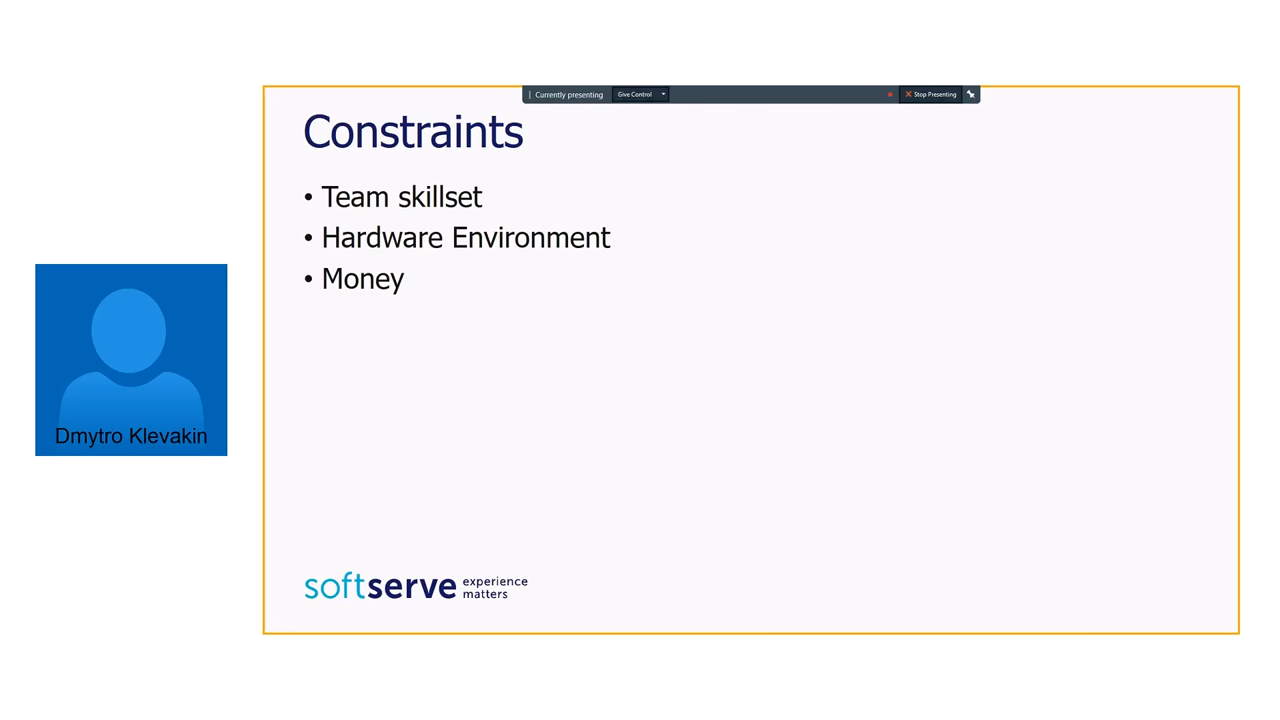 Currently presenting Give Control Stop Presenting
Constraints
• Team skillset
• Hardware Environment
• Money
Dmytro Klevakin
softserve experience
matters